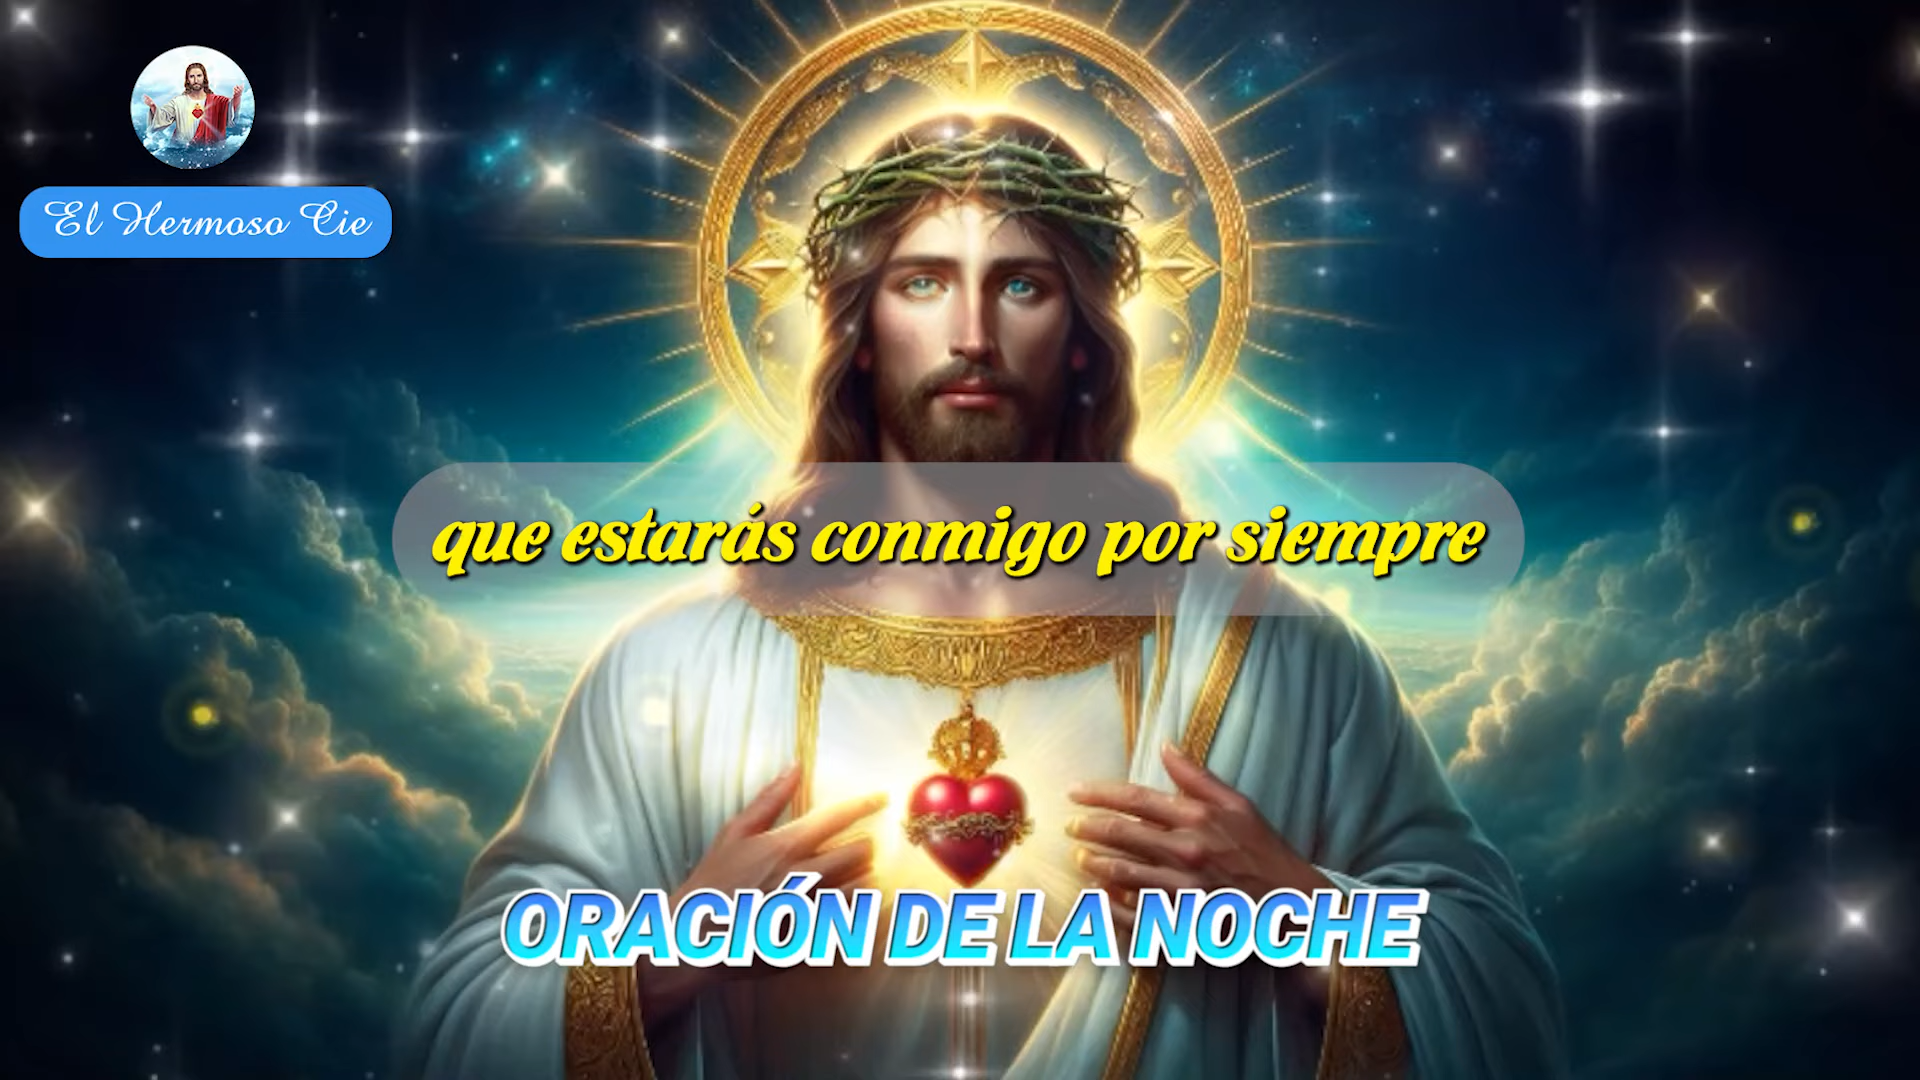 El Hermoso Cie
que estarás conmigo por siempre
ORACIÓN DE LA NOCHE